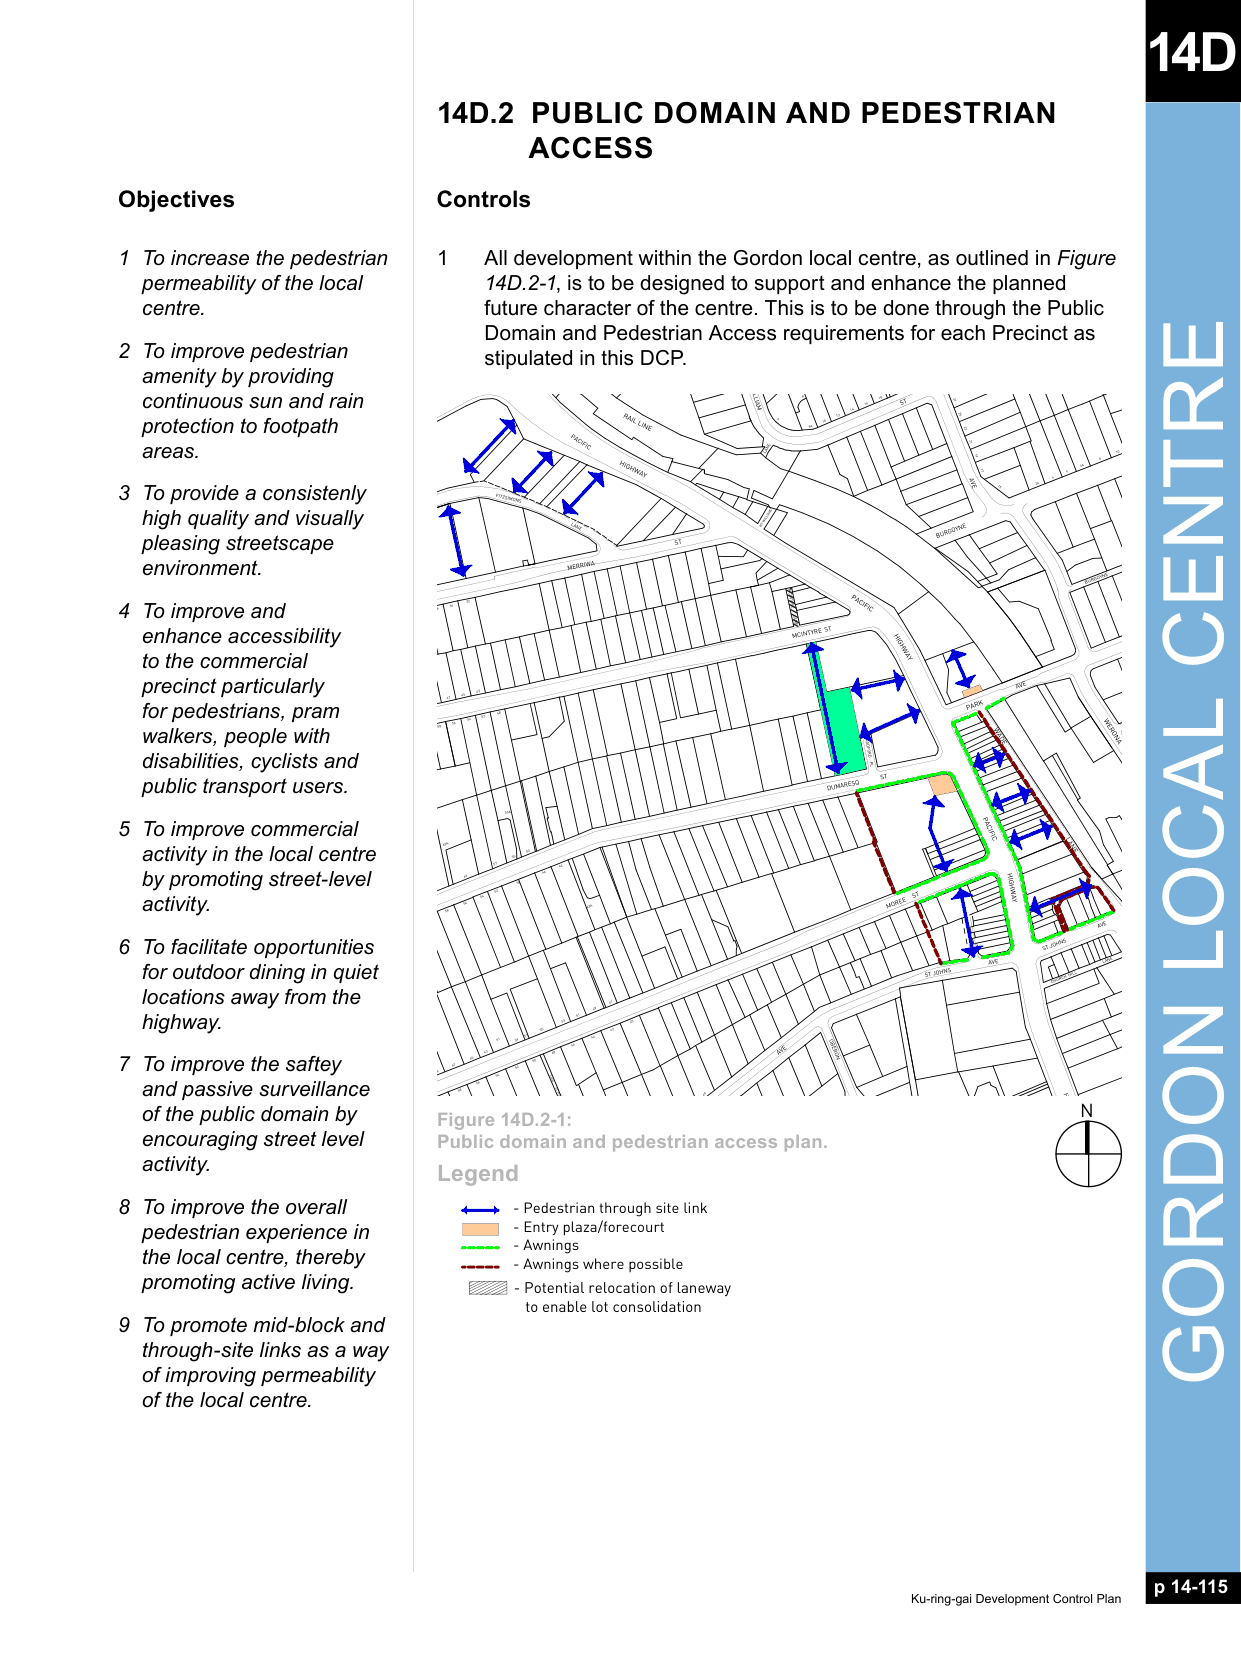 14D
14D.2 PUBLIC DOMAIN AND PEDESTRIAN
ACCESS
Objectives
1 To increase the pedestrian
permeability of the local
centre.
2 To improve pedestrian
amenity by providing
continuous sun and rain
protection to footpath
areas.
3 To provide a consistenly
high quality and visually
pleasing streetscape
environment.
4 To improve and
enhance accessibility
to the commercial
precinct particularly
for pedestrians, pram
walkers, people with
disabilities, cyclists and
public transport users.
5 To improve commercial
activity in the local centre
by promoting street-level
activity.
6 To facilitate opportunities
for outdoor dining in quiet
locations away from the
highway.
7 To improve the saftey
and passive surveillance
of the public domain by
encouraging street level
activity.
8 To improve the overall
pedestrian experience in
the local centre, thereby
promoting active living.
9 To promote mid-block and
through-site links as a way
of improving permeability
of the local centre.
Controls
1 All development within the Gordon local centre, as outlined in Figure
14D.2-1, is to be designed to support and enhance the planned
future character of the centre. This is to be done through the Public
Domain and Pedestrian Access requirements for each Precinct as
stipulated in this DCP.
RAIL LINE
PACIFIC
HIGHWAY
ST
AVE
BURGOYNE
FITZSIMONS
LANE
MERRIWA
ST
PACIFIC
HIGHWAY
MCINTYRE ST
PARK
AVE
WERONA
DUMARESQ
ST
PACIFIC
HIGHWAY
LANE
MOREE ST
ST JOHNS
AVE
ST JOHNS
AVE
AVE
OBERON
N
Figure 14D.2-1:
Public domain and pedestrian access plan.
Legend
- Pedestrian through site link
- Entry plaza/forecourt
- Awnings
- Awnings where possible
- Potential relocation of laneway
to enable lot consolidation
GORDON LOCAL CENTRE
Ku-ring-gai Development Control Plan
p 14-115